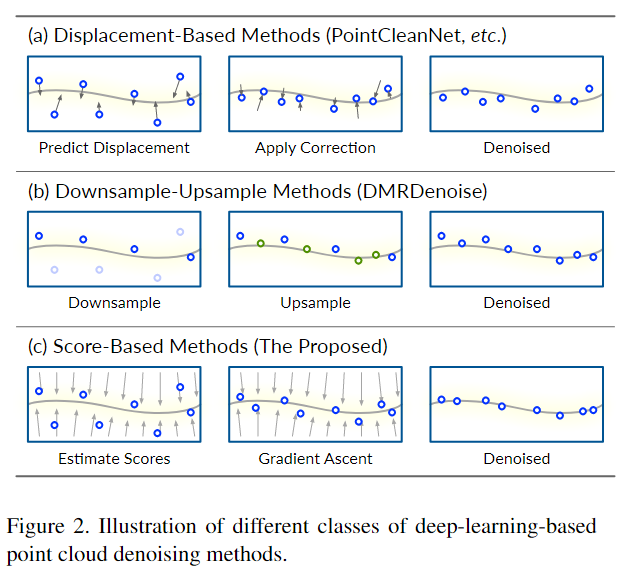 (a) Displacement-Based Methods (PointCleanNet, etc.)
Predict Displacement
Apply Correction
Denoised
(b) Downsample-Upsample Methods (DMRDenoise)
Downsample
Upsample
Denoised
(c) Score-Based Methods (The Proposed)
Estimate Scores
Gradient Ascent
Denoised
Figure 2. Illustration of different classes of deep-learning-based
point cloud denoising methods.